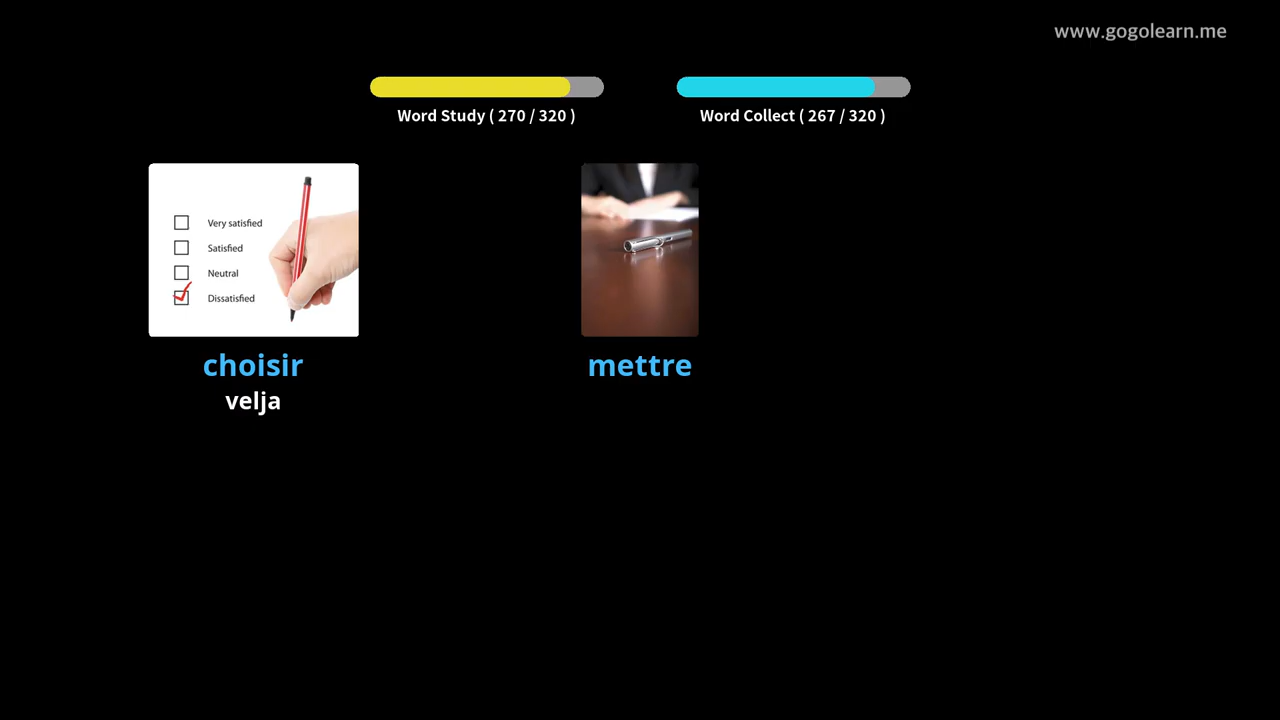 www.gogolearn.me
Word Study ( 270 / 320 )
Word Collect ( 267 / 320 )
Very satisfied
Satisfied
Neutral
Dissatisfied
choisir
velja
mettre